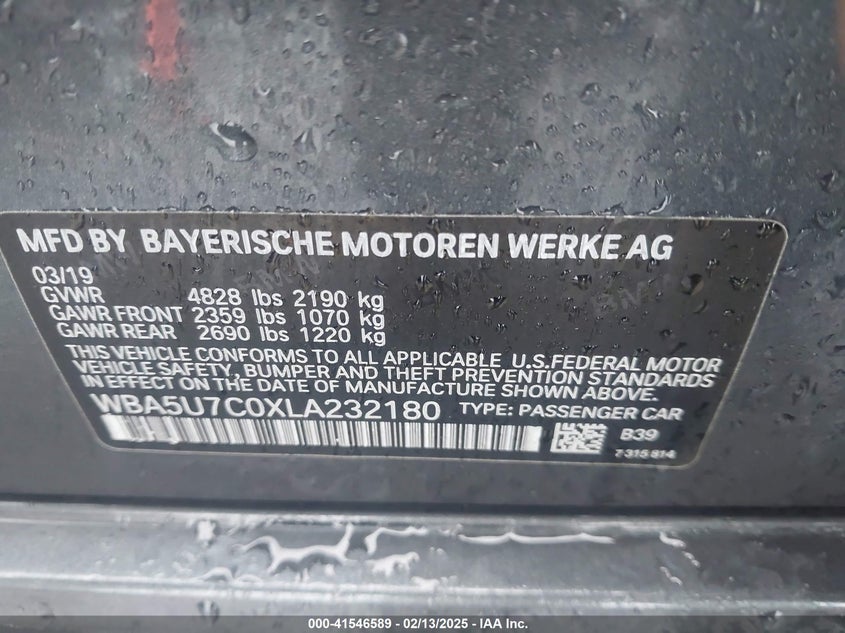 MFD BY BAYERISCHE MOTOREN WERKE AG
03/19
GVWR 4828 lbs 2190 kg
GAWR FRONT 2359 lbs 1070 kg
GAWR REAR 2690 lbs 1220 kg
THIS VEHICLE CONFORMS TO ALL APPLICABLE U.S.FEDERAL MOTOR
VEHICLE SAFETY, BUMPER AND THEFT PREVENTION STANDARDS
IN EFFECT ON THE DATE OF MANUFACTURE SHOWN ABOVE.
WBA5U7C0XLA232180 TYPE: PASSENGER CAR
B39
7 315 814
000-41546589 - 02/13/2025 - IAA Inc.